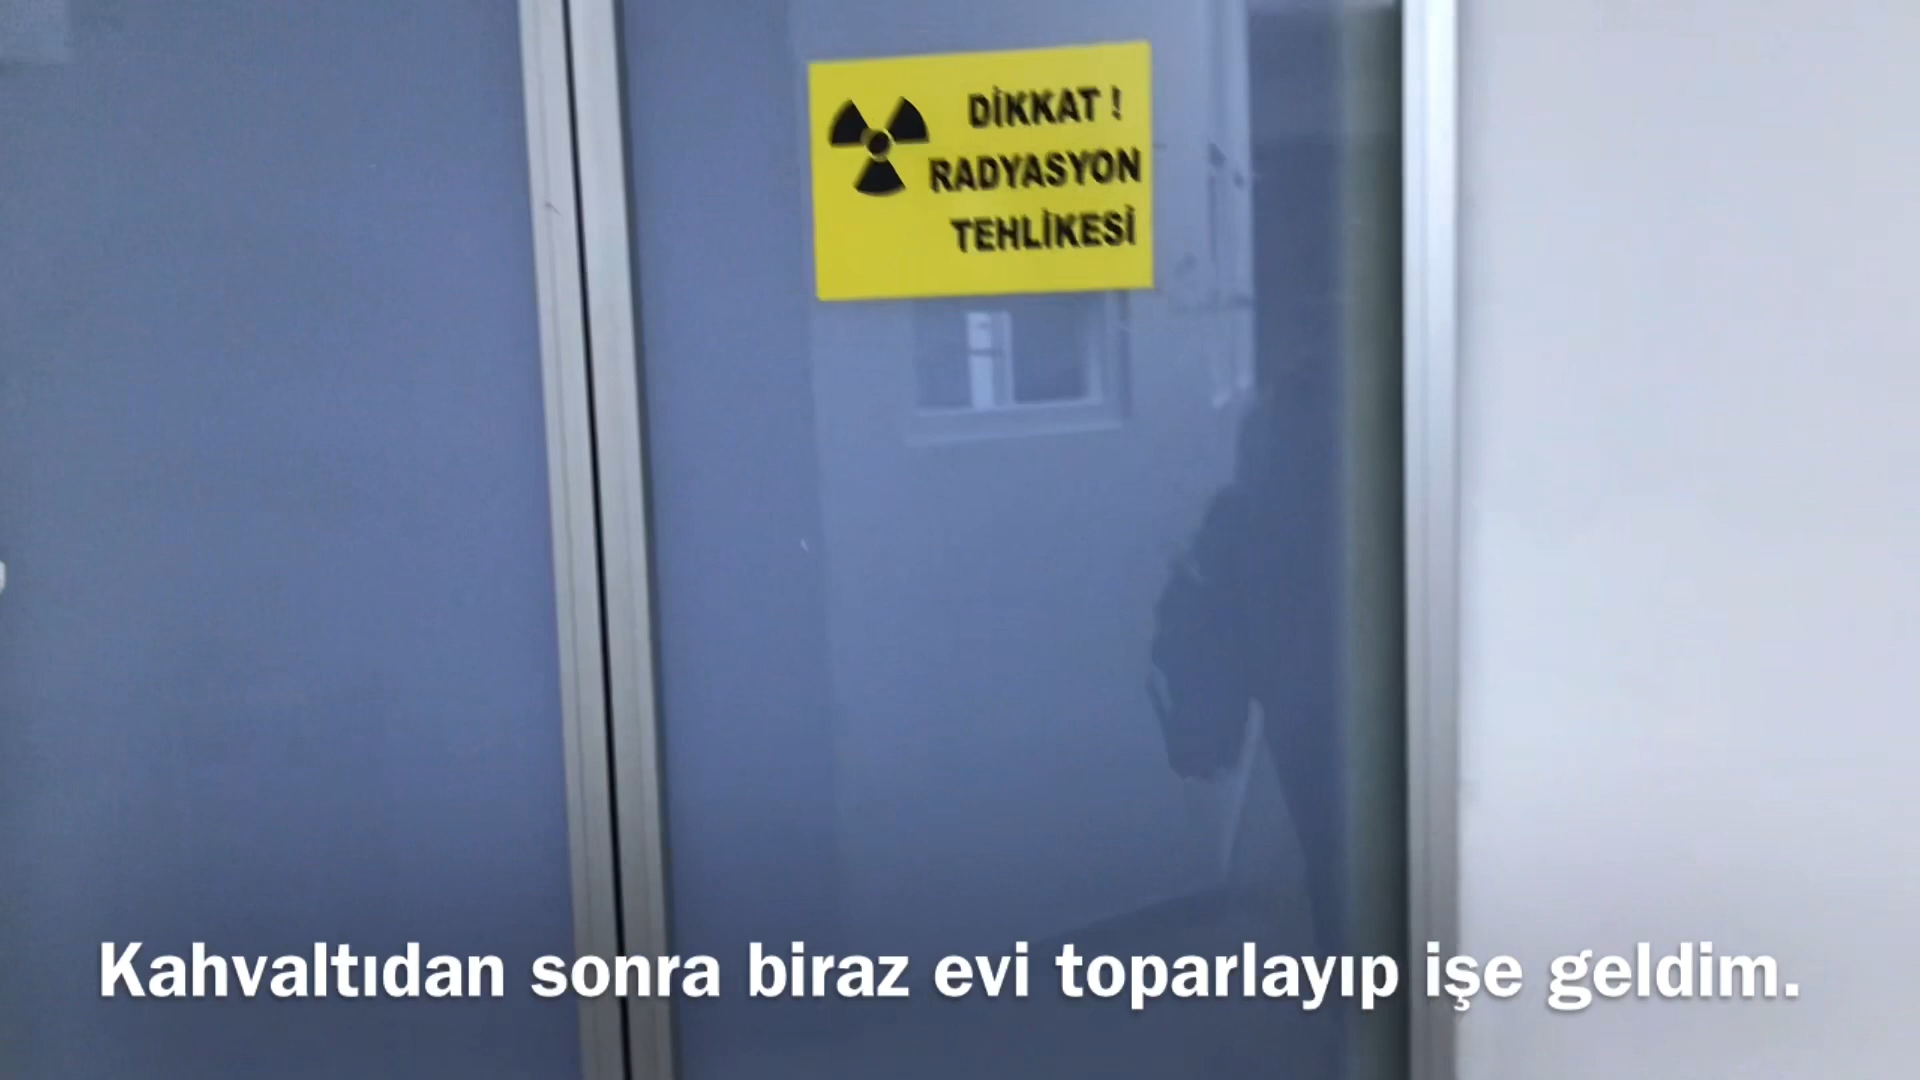 DİKKAT !
RADYASYON
TEHLİKESİ
Kahvaltıdan sonra biraz evi toparlayıp işe geldim.